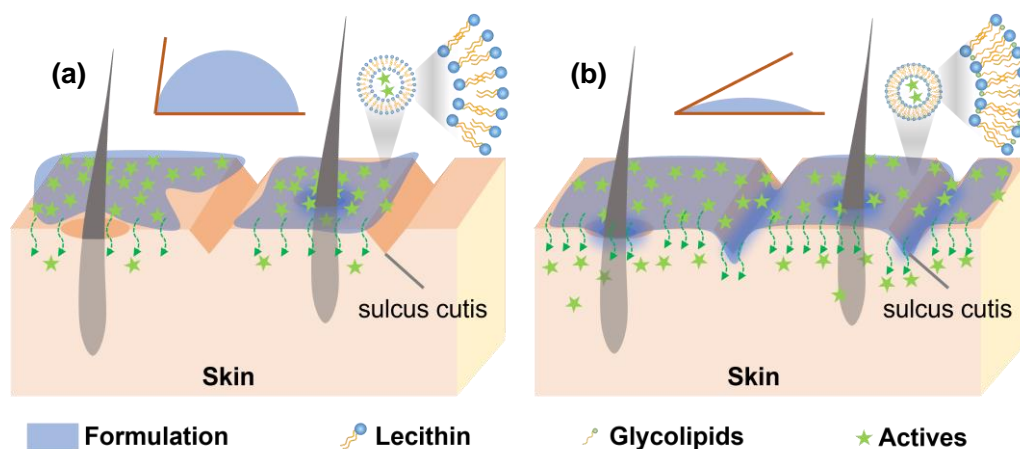 (a)
(b)
sulcus cutis
sulcus cutis
Skin
Skin
Formulation Lecithin Glycolipids Actives